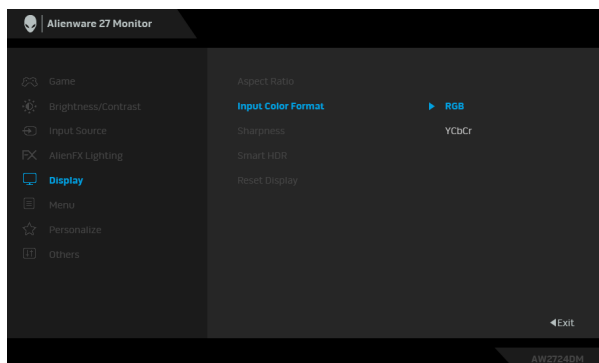 Alienware 27 Monitor
Game
Brightness/Contrast
Input Source
AlienFX Lighting
Display
Menu
Personalize
Others
Aspect Ratio
Input Color Format
Sharpness
Smart HDR
Reset Display
RGB
YCbCr
Exit
AW2724DM